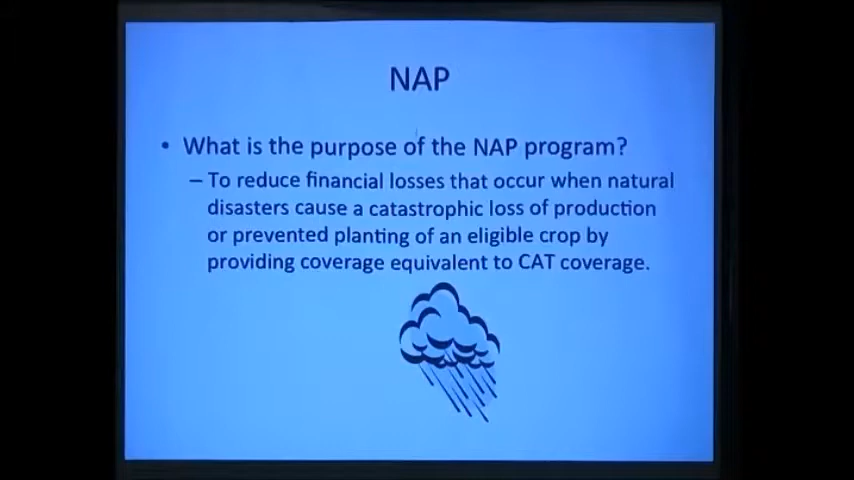 NAP
• What is the purpose of the NAP program?
– To reduce financial losses that occur when natural
disasters cause a catastrophic loss of production
or prevented planting of an eligible crop by
providing coverage equivalent to CAT coverage.